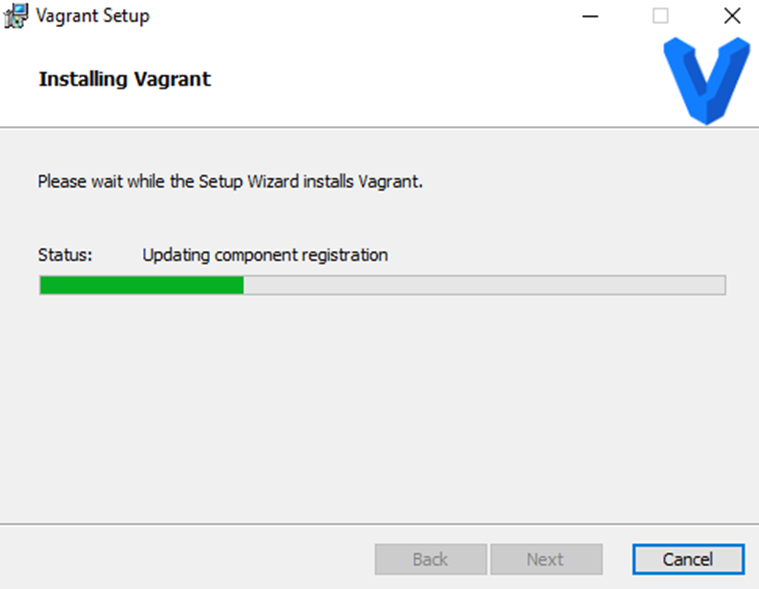 Vagrant Setup
Installing Vagrant
Please wait while the Setup Wizard installs Vagrant.
Status: Updating component registration
Back Next Cancel